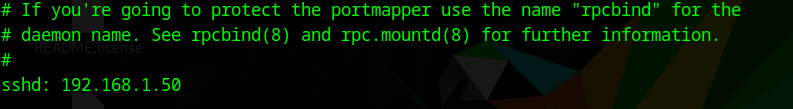 # If you're going to protect the portmapper use the name "rpcbind" for the
# daemon name. See rpcbind(8) and rpc.mountd(8) for further information.
README.license
#
sshd: 192.168.1.50